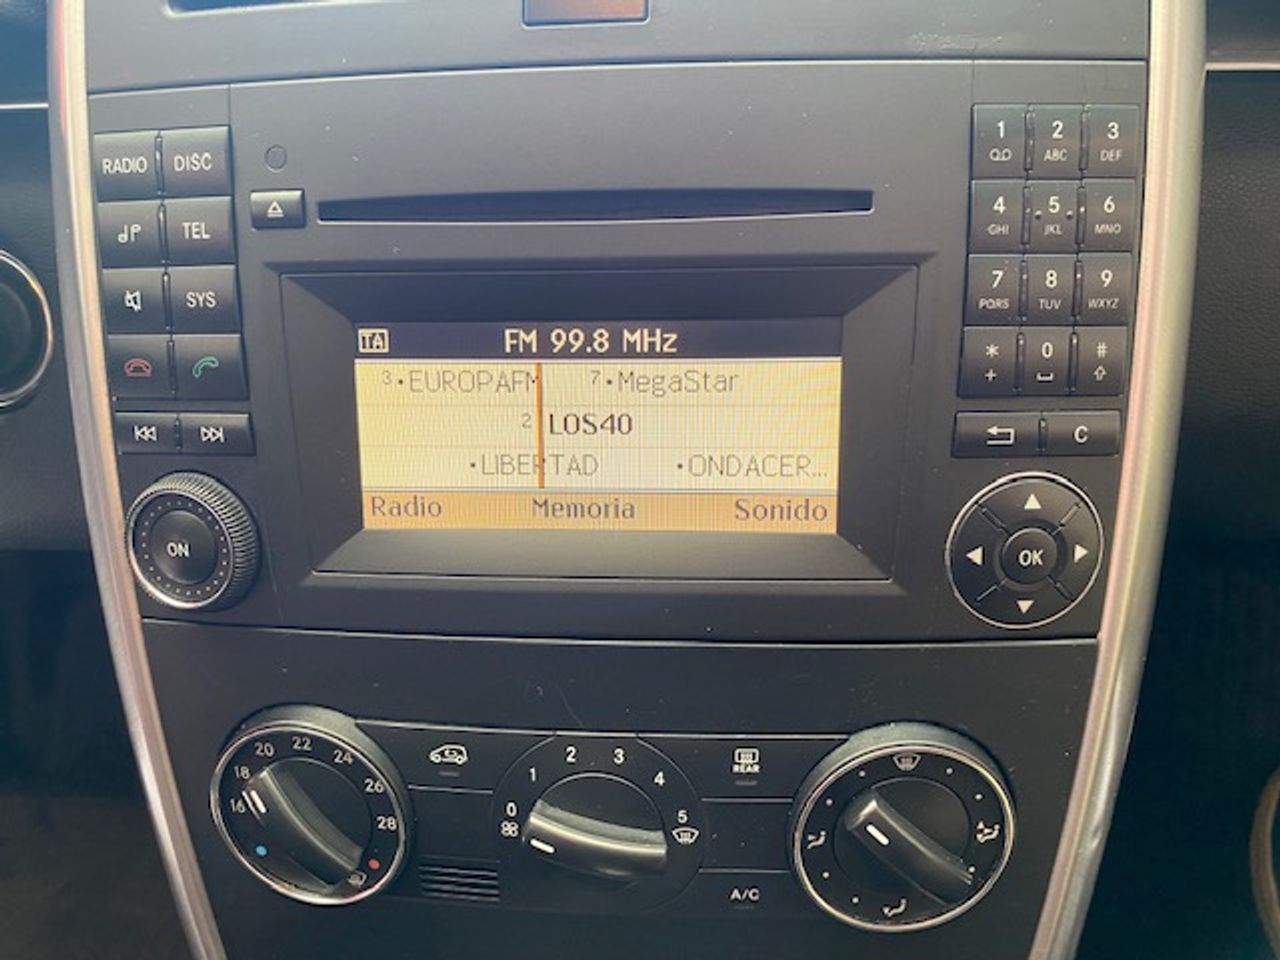 RADIO DISC
TEL
SYS
ON
TA FM 99.8 MHz
3 •EUROPAFM 7 •MegaStar
2 LOS40
•LIBERTAD •ONDACER...
Radio Memoria Sonido
1 2 3
ABC DEF
4 5 6
GHI JKL MNO
7 8 9
PQRS TUV WXYZ
* 0 #
+
C
OK
16 18 20 22 24 26 28
0 1 2 3 4 5
REAR
A/C